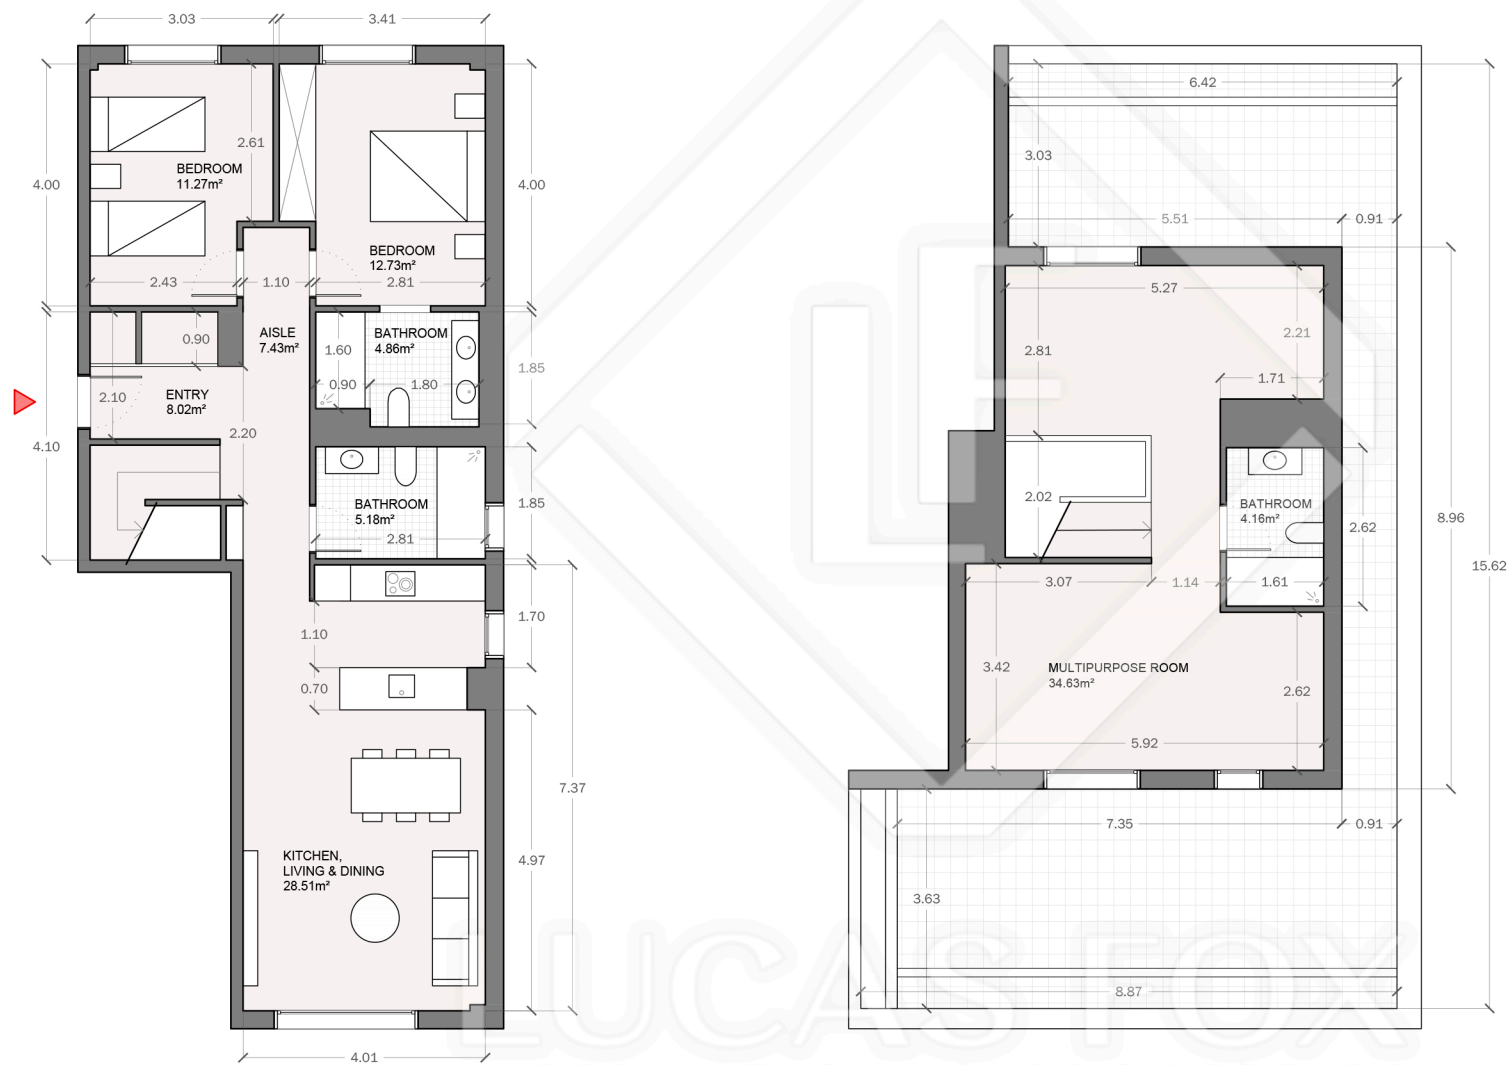 3.03
3.41
6.42
2.61
3.03
BEDROOM
11.27m²
4.00
4.00
5.51
0.91
BEDROOM
12.73m²
2.43
1.10
2.81
5.27
AISLE
7.43m²
BATHROOM
4.86m²
0.90
1.60
2.81
2.21
1.85
0.90
1.80
1.71
ENTRY
8.02m²
2.10
2.20
4.10
BATHROOM
5.18m²
2.81
1.85
2.02
BATHROOM
4.16m²
2.62
8.96
15.62
3.07
1.14
1.61
1.10
1.70
0.70
3.42
MULTIPURPOSE ROOM
34.63m²
2.62
5.92
7.37
7.35
0.91
KITCHEN,
LIVING & DINING
28.51m²
4.97
3.63
8.87
4.01
LF
LUCAS FOX